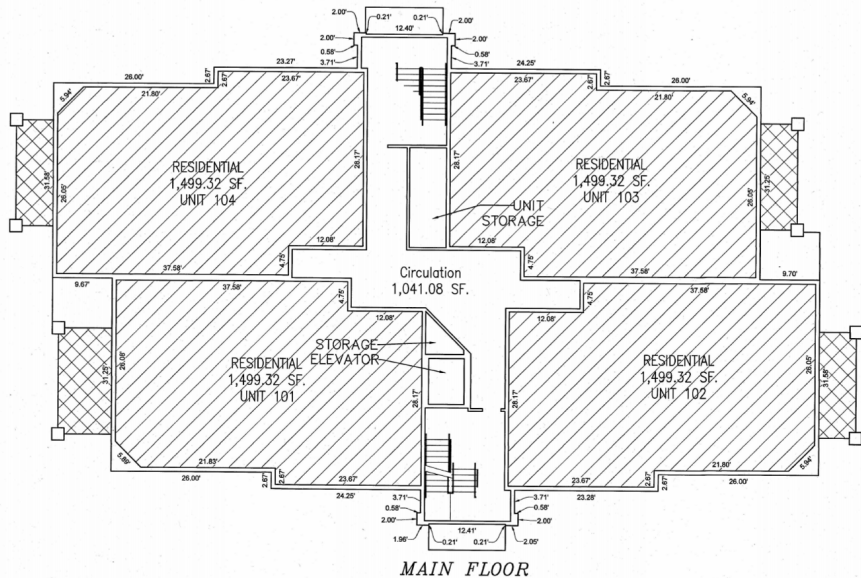 2.00' 0.21' 0.21' 2.00'
12.40'
2.00' 2.00'
0.58' 0.58'
3.71' 3.71'
26.00' 23.27' 24.25' 26.00'
2.67' 2.67' 23.67' 23.67' 2.67' 2.67'
5.94' 21.80' 21.80' 5.94'
RESIDENTIAL
1,499.32 SF.
UNIT 104
RESIDENTIAL
1,499.32 SF.
UNIT 103
31.58' 26.05' 28.17' 28.17' 26.05' 31.25'
UNIT
STORAGE
12.08' 12.08'
4.75' 4.75'
37.58' 37.58'
Circulation
1,041.08 SF.
9.67' 9.70'
37.58' 37.58'
4.75' 4.75'
12.08' 12.08'
STORAGE
ELEVATOR
RESIDENTIAL
1,499.32 SF.
UNIT 101
RESIDENTIAL
1,499.32 SF.
UNIT 102
31.25' 26.08' 28.17' 28.17' 26.05' 31.58'
5.89' 21.83' 21.80' 5.94'
26.00' 2.67' 2.67' 23.67' 23.67' 2.67' 2.67' 26.00'
24.25' 23.28'
3.71' 3.71'
0.58' 0.58'
2.00' 2.00'
12.41'
1.96' 0.21' 0.21' 2.05'
MAIN FLOOR